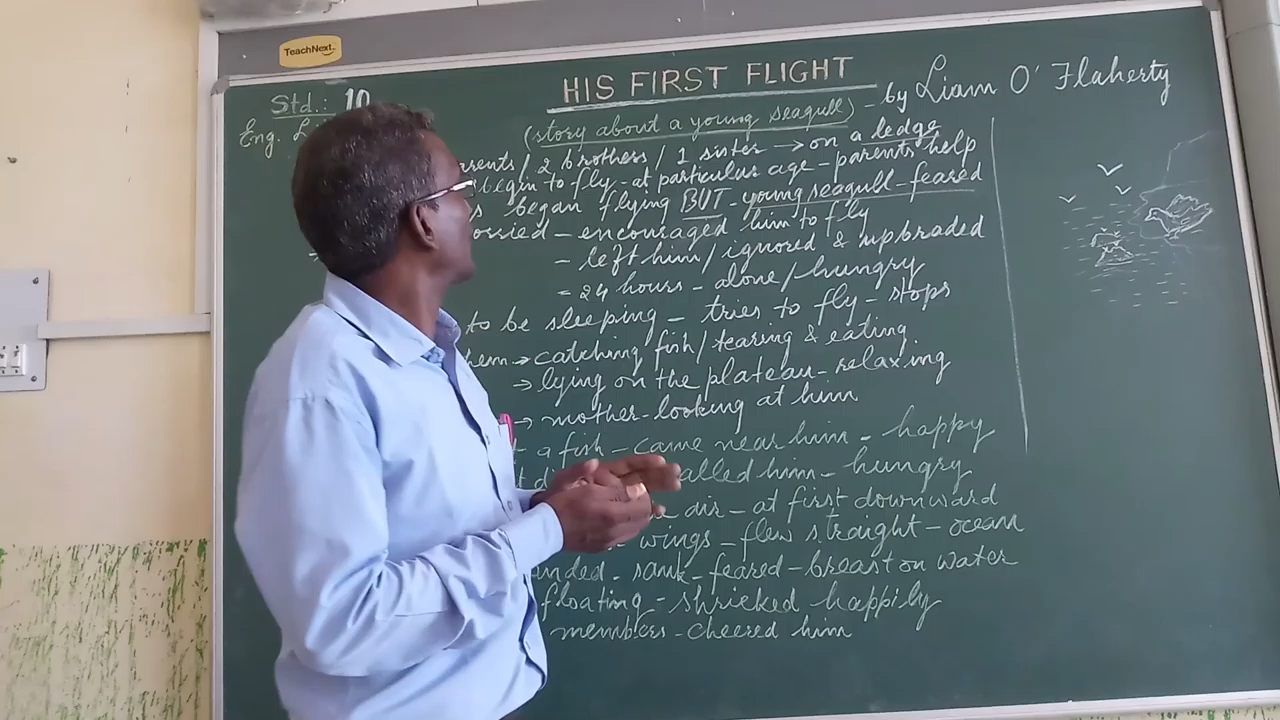 TeachNext
Std.: 10
HIS FIRST FLIGHT - by Liam O' Flaherty
Eng.
(story about a young seagull)
/ 2 brothers / 1 sister → on a ledge
begin to fly - at particular age - parents help
began flying BUT - young seagull - feared
- encouraged him to fly
- left him / ignored & upbraded
= 24 hours - alone / hungry
to be sleeping - tries to fly - stops
→ catching fish / tearing & eating
→ lying on the plateau - relaxing
→ mother - looking at him
a fish - came near him - happy
him - hungry
air - at first downward
wings - flew straight - ocean
- sank - feared - breast on water
floating - shrieked happily
members - cheered him